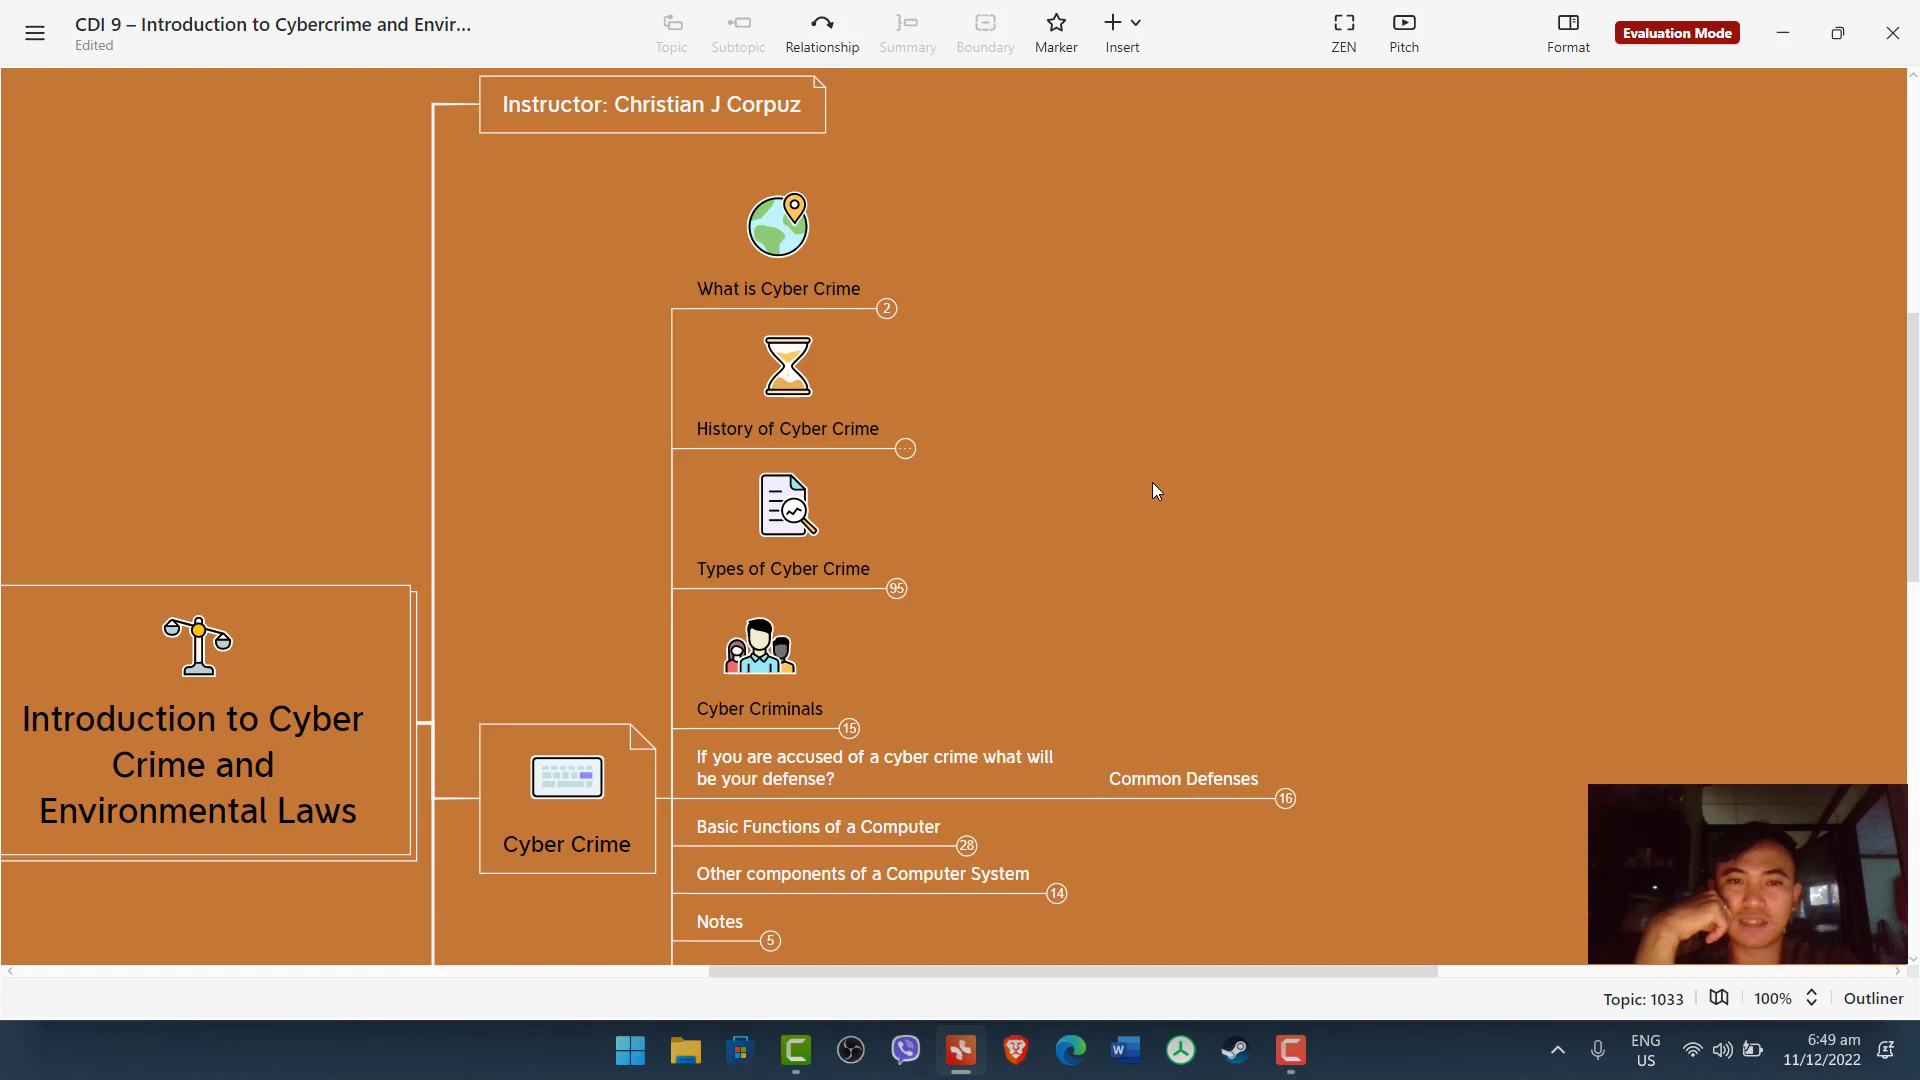 CDI 9 – Introduction to Cybercrime and Envir...
Edited
Topic
Subtopic
Relationship
Summary
Boundary
Marker
Insert
ZEN
Pitch
Format
Evaluation Mode
Instructor: Christian J Corpuz
What is Cyber Crime
2
History of Cyber Crime
...
Types of Cyber Crime
95
Cyber Criminals
15
If you are accused of a cyber crime what will
be your defense?
Common Defenses
16
Basic Functions of a Computer
28
Other components of a Computer System
14
Notes
5
Introduction to Cyber
Crime and
Environmental Laws
Cyber Crime
Topic: 1033
100%
Outliner
ENG
US
6:49 am
11/12/2022